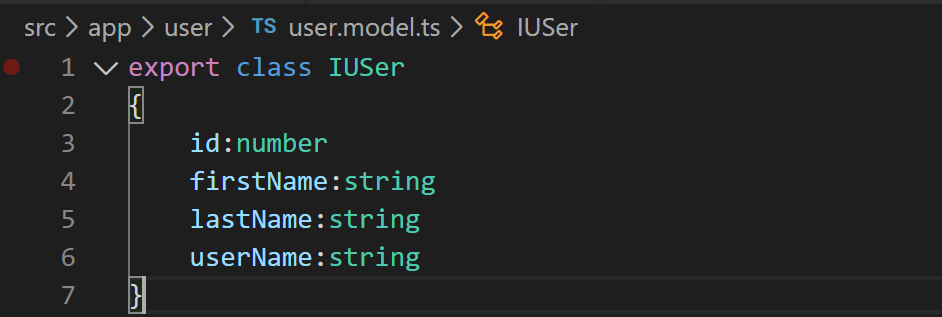 src > app > user > TS user.model.ts > IUSer
1 export class IUSer
2 {
3 id:number
4 firstName:string
5 lastName:string
6 userName:string
7 }